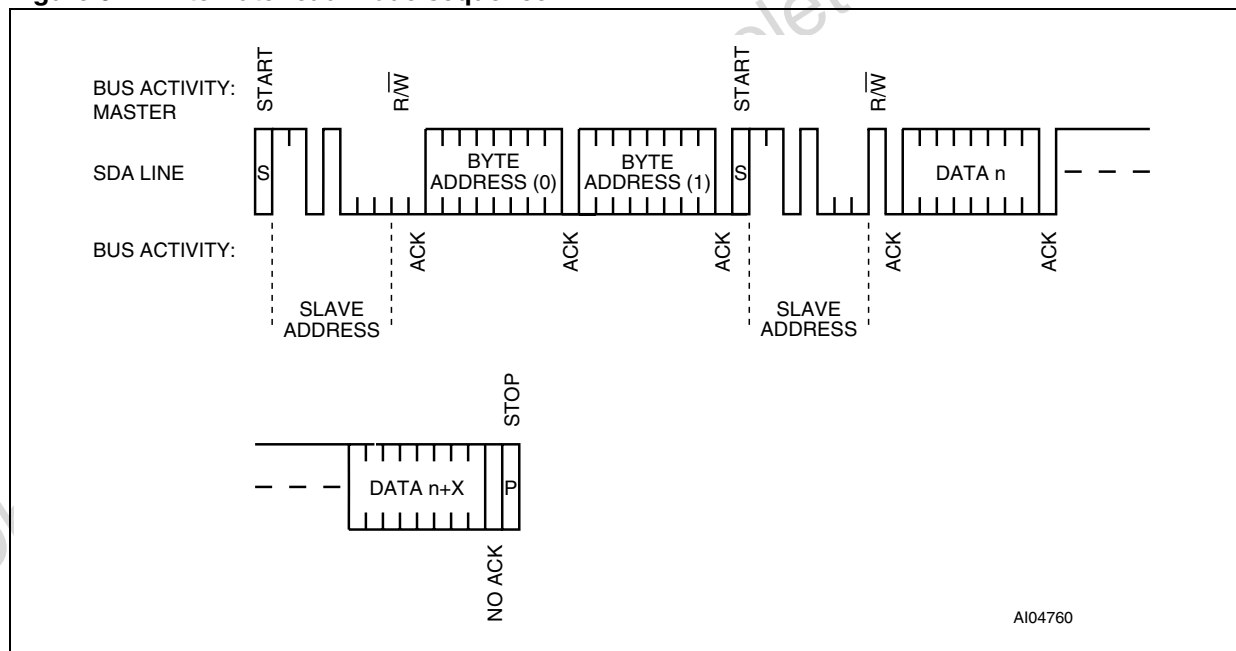 BUS ACTIVITY:
MASTER
START
R/W
START
R/W
SDA LINE
S
BYTE
ADDRESS (0)
BYTE
ADDRESS (1)
S
DATA n
BUS ACTIVITY:
ACK
ACK
ACK
ACK
ACK
SLAVE
ADDRESS
SLAVE
ADDRESS
STOP
DATA n+X
P
NO ACK
AI04760